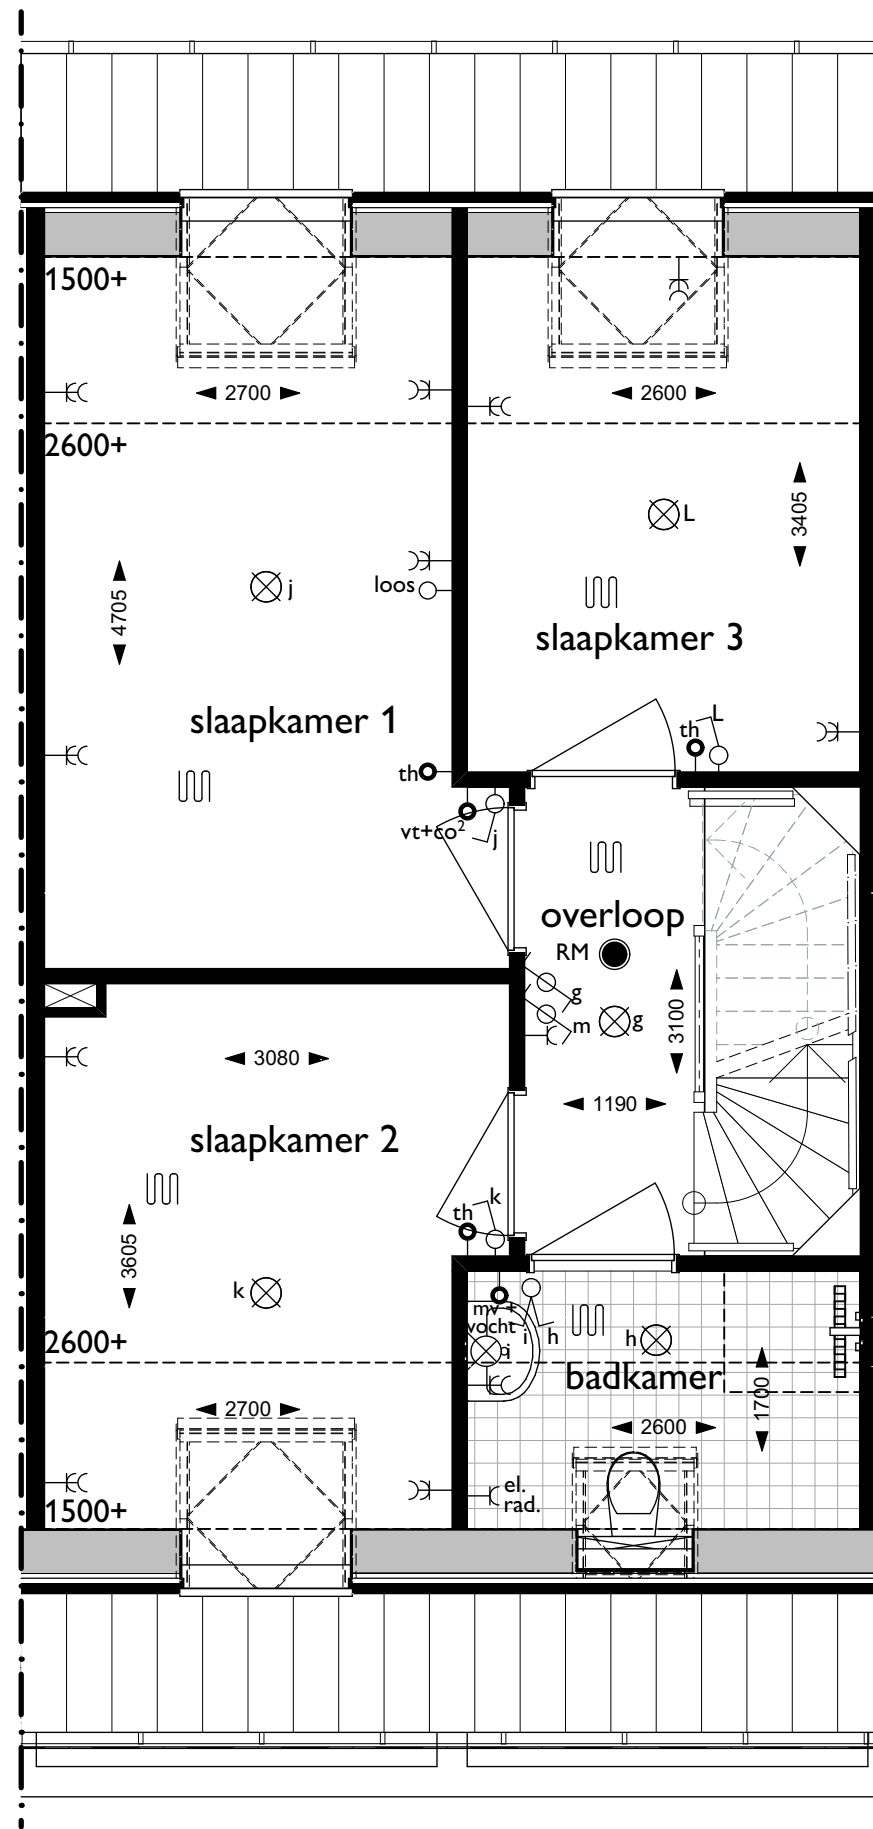 1500+
2700
2600
2600+
L
3405
j
4705
loos
slaapkamer 3
slaapkamer 1
L
th
th
vt+co²
j
overloop
RM
g
m
g
3100
3080
1190
slaapkamer 2
k
th
3605
k
mv +
vocht
i
h
h
i
2600+
badkamer
1700
2700
2600
el.
rad.
1500+